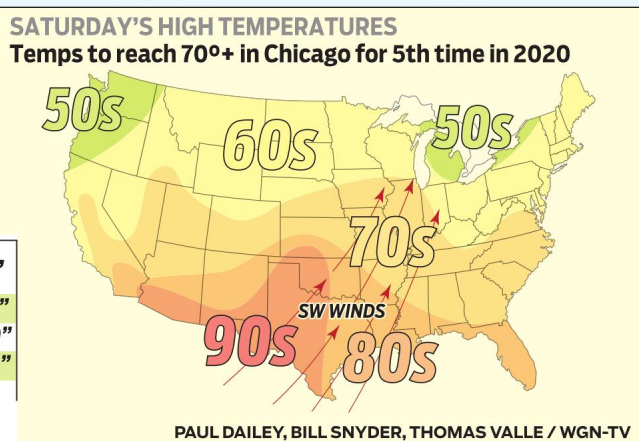 SATURDAY'S HIGH TEMPERATURES
Temps to reach 70º+ in Chicago for 5th time in 2020
50s
60s
50s
70s
SW WINDS
90s
80s
PAUL DAILEY, BILL SNYDER, THOMAS VALLE / WGN-TV